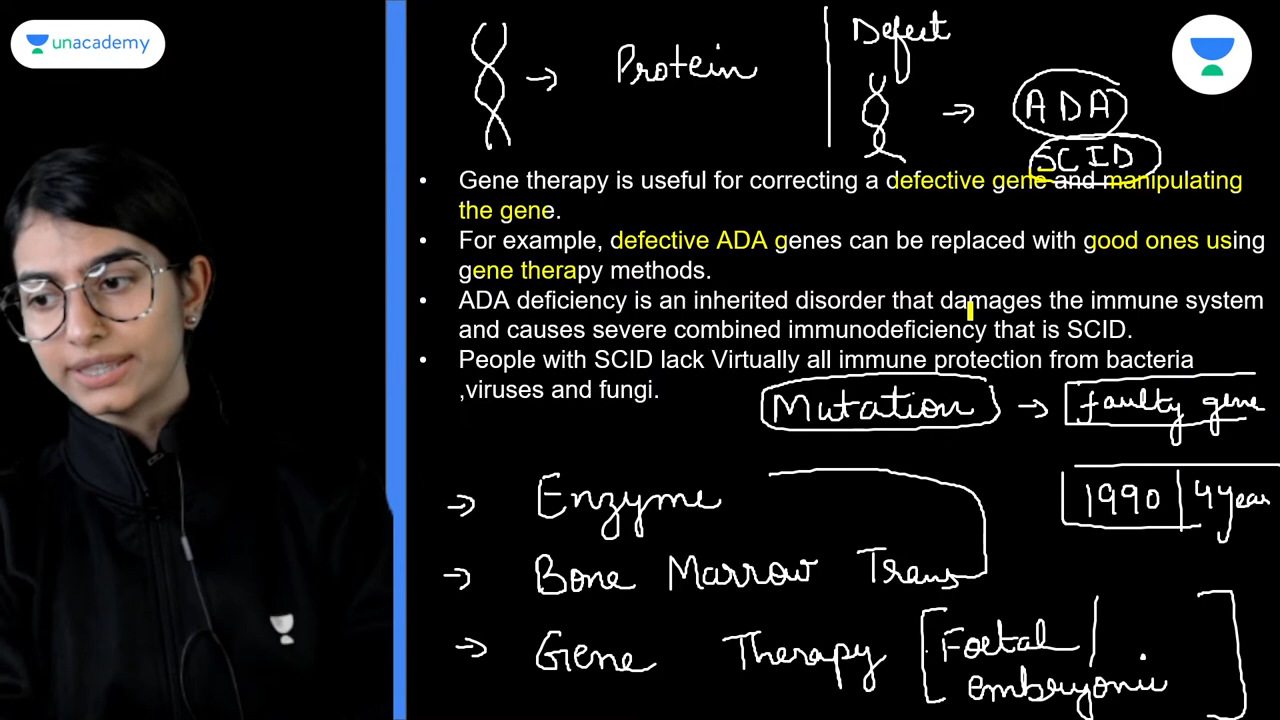 unacademy
Protein
Defect
ADA
SCID
• Gene therapy is useful for correcting a defective gene and manipulating
the gene.
• For example, defective ADA genes can be replaced with good ones using
gene therapy methods.
• ADA deficiency is an inherited disorder that damages the immune system
and causes severe combined immunodeficiency that is SCID.
• People with SCID lack Virtually all immune protection from bacteria
,viruses and fungi.
Mutation → faulty gene
1990 | 4 year
→ Enzyme
→ Bone Marrow Trans
→ Gene Therapy [Foetal
embryonic]